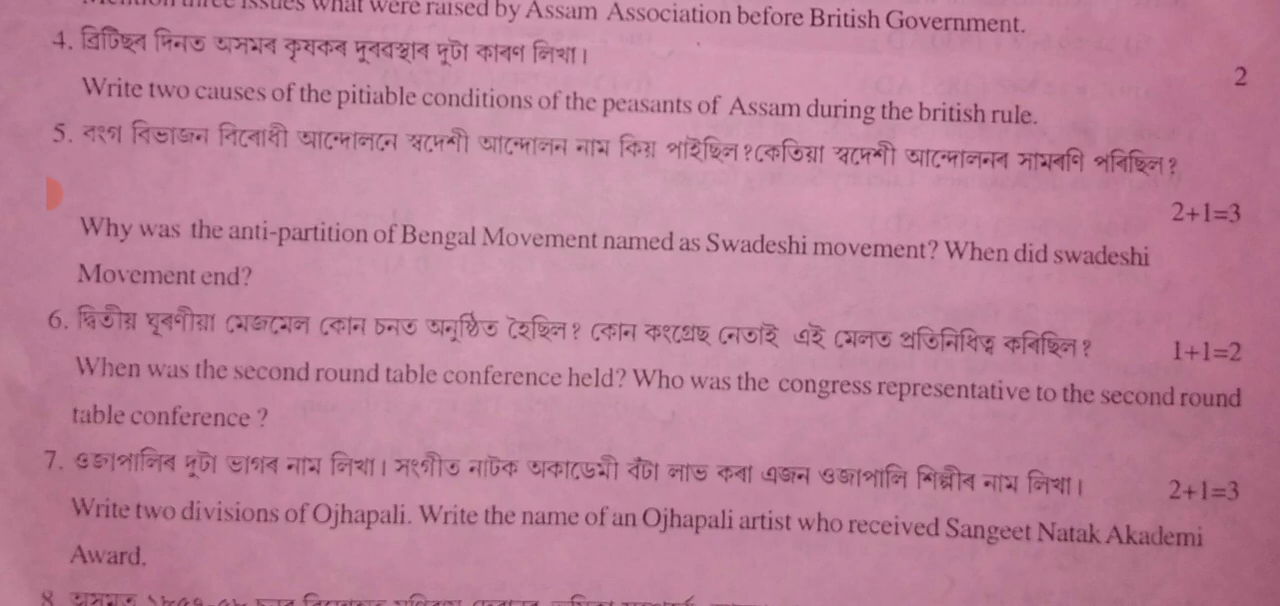 Mention three issues what were raised by Assam Association before British Government.
4. ব্ৰিটিছৰ দিনত অসমৰ কৃষকৰ দুৰৱস্থাৰ দুটা কাৰণ লিখা।
2
Write two causes of the pitiable conditions of the peasants of Assam during the british rule.
5. বংগ বিভাজন বিৰোধী আন্দোলনে স্বদেশী আন্দোলন নাম কিয় পাইছিল ? কেতিয়া স্বদেশী আন্দোলনৰ সামৰণি পৰিছিল ?
2+1=3
Why was the anti-partition of Bengal Movement named as Swadeshi movement? When did swadeshi
Movement end?
6. দ্বিতীয় ঘূৰণীয়া মেজমেল কোন চনত অনুষ্ঠিত হৈছিল ? কোন কংগ্ৰেছ নেতাই এই মেলত প্ৰতিনিধিত্ব কৰিছিল ?
1+1=2
When was the second round table conference held? Who was the congress representative to the second round
table conference ?
7. ওজাপালিৰ দুটা ভাগৰ নাম লিখা। সংগীত নাটক অকাডেমী বঁটা লাভ কৰা এজন ওজাপালি শিল্পীৰ নাম লিখা।
2+1=3
Write two divisions of Ojhapali. Write the name of an Ojhapali artist who received Sangeet Natak Akademi
Award.
8. অসমত